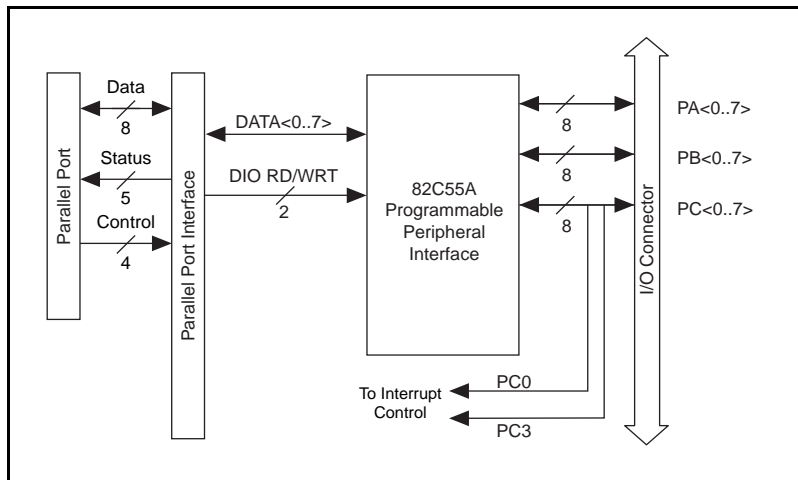 Parallel Port
Data
8
Status
5
Control
4
Parallel Port Interface
DATA<0..7>
DIO RD/WRT
2
82C55A
Programmable
Peripheral
Interface
8
8
8
PA<0..7>
PB<0..7>
PC<0..7>
I/O Connector
To Interrupt
Control
PC0
PC3